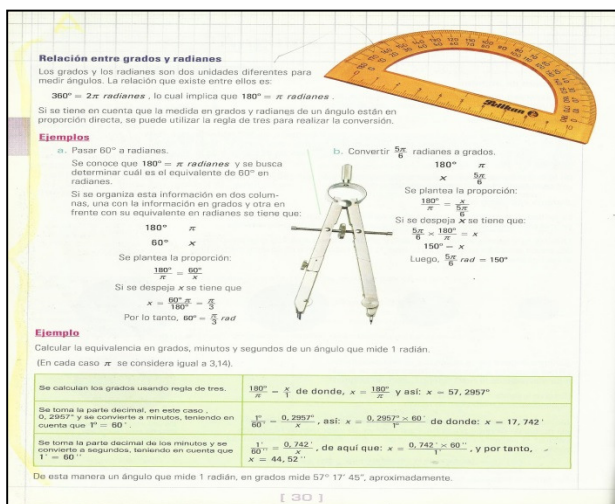 Relación entre grados y radianes
Los grados y los radianes son dos unidades diferentes para
medir ángulos. La relación que existe entre ellos es:
360° = 2π radianes , lo cual implica que 180° = π radianes .
Si se tiene en cuenta que la medida en grados y radianes de un ángulo están en
proporción directa, se puede utilizar la regla de tres para realizar la conversión.
Pelikan
Ejemplos
a. Pasar 60° a radianes.
Se conoce que 180° = π radianes y se busca
determinar cuál es el equivalente de 60° en
radianes.
Si se organiza esta información en dos colum-
nas, una con la información en grados y otra en
frente con su equivalente en radianes se tiene que:
180° π
60° x
Se plantea la proporción:
180°/π = 60°/x
Si se despeja x se tiene que
x = 60° π/180° = π/3
Por lo tanto, 60° = π/3 rad
b. Convertir 5π/6 radianes a grados.
180° π
x 5π/6
Se plantea la proporción:
180°/π = x/(5π/6)
Si se despeja x se tiene que:
5π/6 × 180°/π = x
150° = x
Luego, 5π/6 rad = 150°
Ejemplo
Calcular la equivalencia en grados, minutos y segundos de un ángulo que mide 1 radián.
(En cada caso π se considera igual a 3,14).
Se calculan los grados usando regla de tres.
180°/π = x/1 de donde, x = 180°/π y así: x = 57, 2957°
Se toma la parte decimal, en este caso ,
0, 2957° y se convierte a minutos, teniendo en
cuenta que 1° = 60´.
1°/60´ = 0, 2957°/x , así: x = 0, 2957° × 60´/1° de donde: x = 17, 742´
Se toma la parte decimal de los minutos y se
convierte a segundos, teniendo en cuenta que
1´ = 60´´
1´/60´´ = 0, 742´/x , de aquí que: x = 0, 742´ × 60´´/1´ , y por tanto,
x = 44, 52´´
De esta manera un ángulo que mide 1 radián, en grados mide 57° 17´ 45´´, aproximadamente.
[ 30 ]